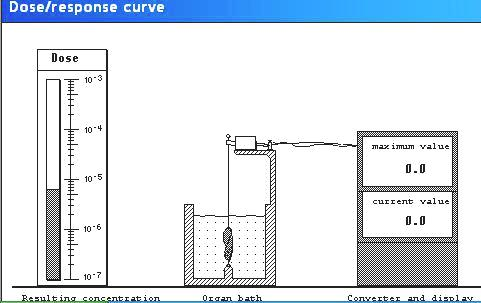 Dose/response curve
Dose
10-3
10-4
10-5
10-6
10-7
maximum value
0.0
current value
0.0
Resulting concentration
Organ bath
Converter and display